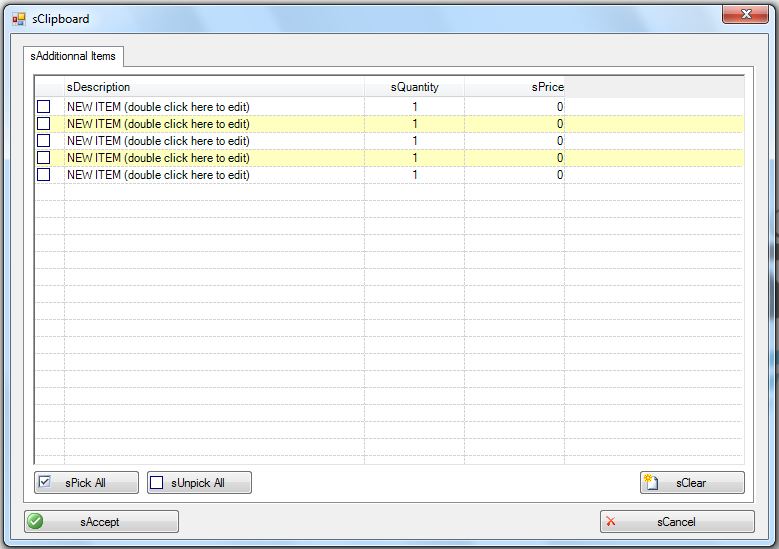 sClipboard
sAdditionnal Items
sDescription sQuantity sPrice
NEW ITEM (double click here to edit) 1 0
NEW ITEM (double click here to edit) 1 0
NEW ITEM (double click here to edit) 1 0
NEW ITEM (double click here to edit) 1 0
NEW ITEM (double click here to edit) 1 0
sPick All sUnpick All sClear
sAccept sCancel